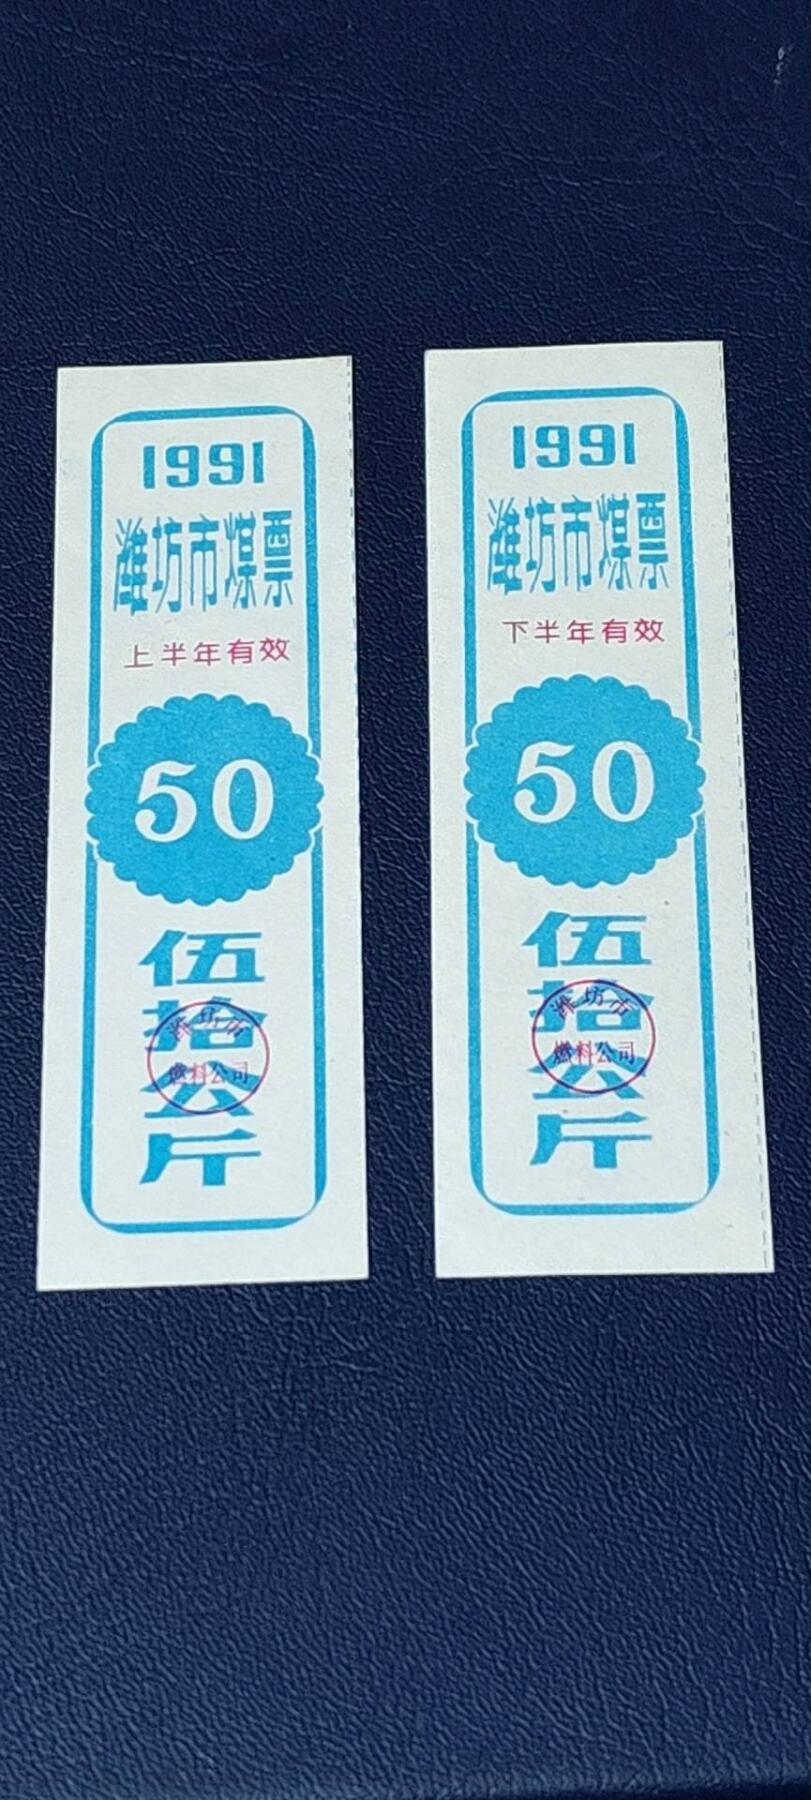 1991
潍坊市煤票
上半年有效
50
伍拾公斤
潍坊市
燃料公司
1991
潍坊市煤票
下半年有效
50
伍拾公斤
潍坊市
燃料公司